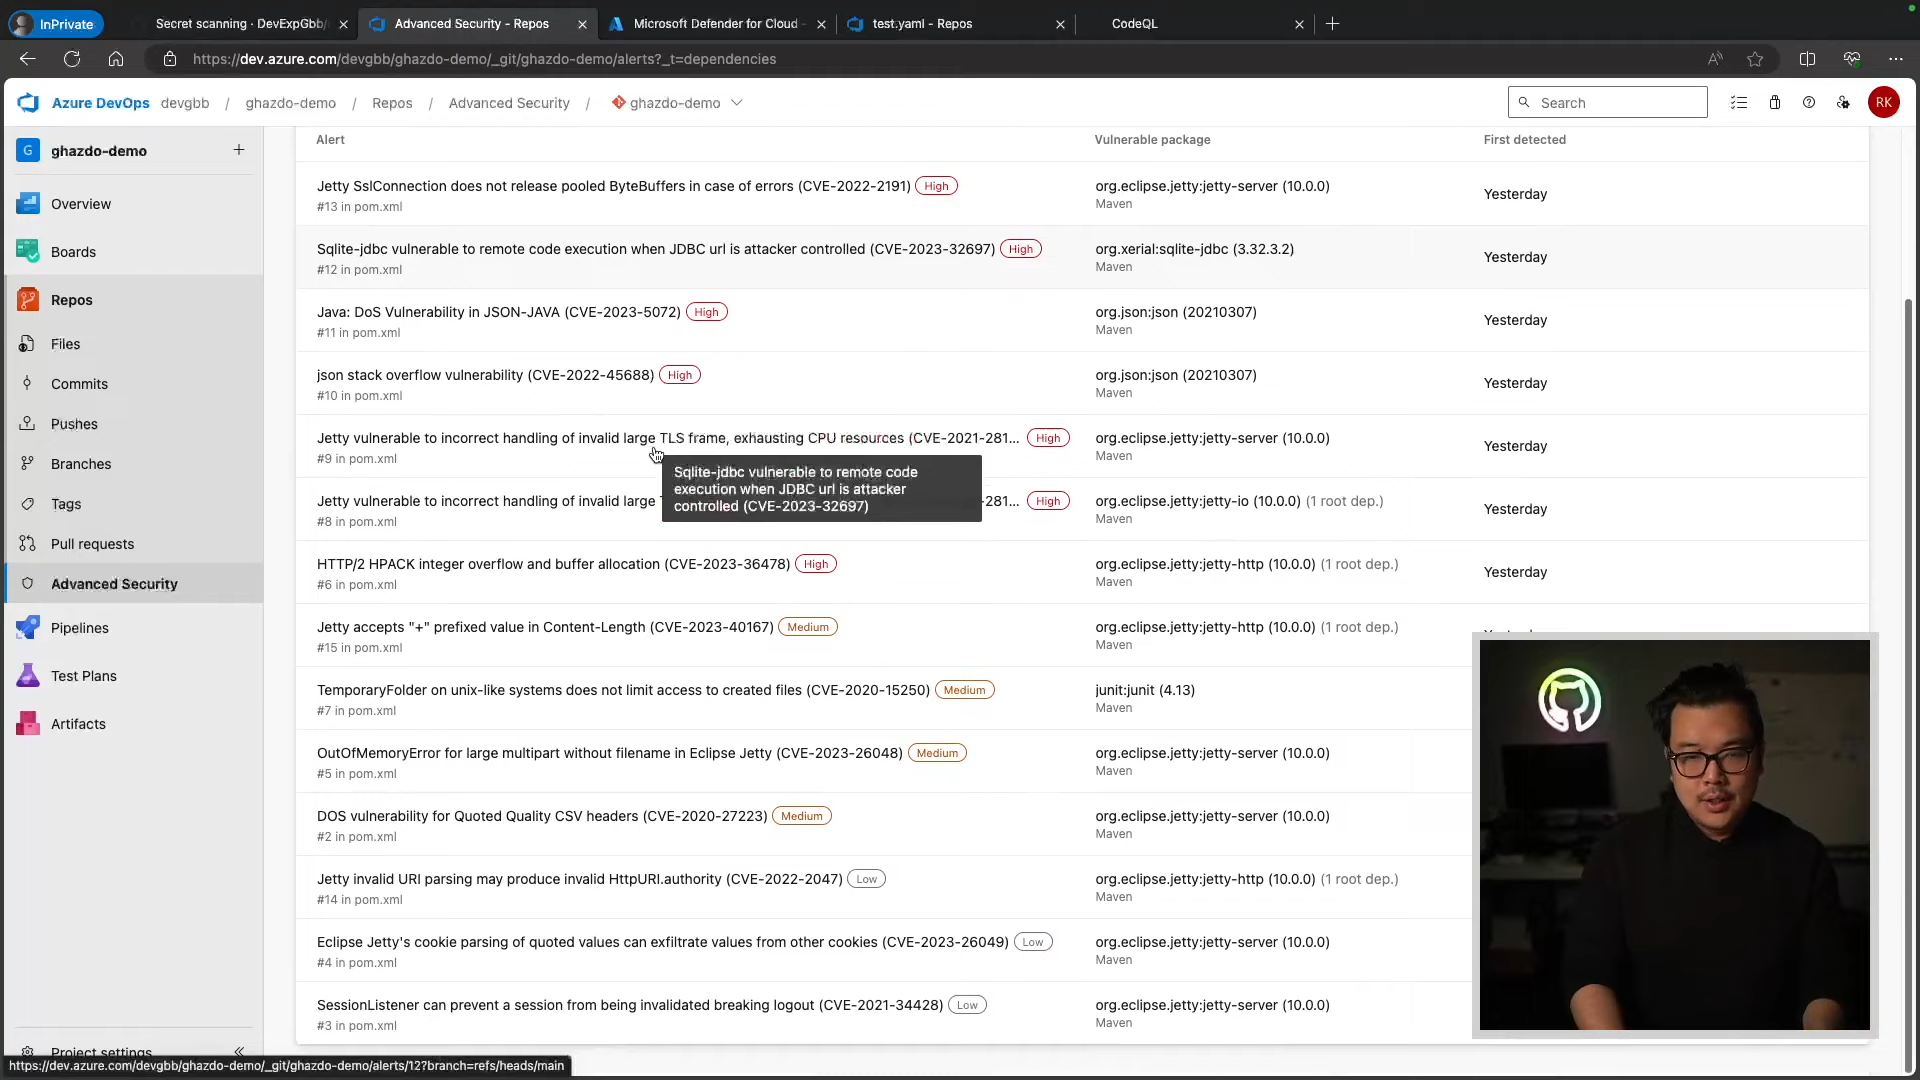 InPrivate
Secret scanning · DevExpGbb/
Advanced Security - Repos
Microsoft Defender for Cloud -
test.yaml - Repos
CodeQL
https://dev.azure.com/devgbb/ghazdo-demo/_git/ghazdo-demo/alerts?_t=dependencies
Azure DevOps devgbb / ghazdo-demo / Repos / Advanced Security / ghazdo-demo
Search
RK
G ghazdo-demo +
Overview
Boards
Repos
Files
Commits
Pushes
Branches
Tags
Pull requests
Advanced Security
Pipelines
Test Plans
Artifacts
Project settings
Alert Vulnerable package First detected
Jetty SslConnection does not release pooled ByteBuffers in case of errors (CVE-2022-2191) High org.eclipse.jetty:jetty-server (10.0.0) Yesterday
#13 in pom.xml Maven
Sqlite-jdbc vulnerable to remote code execution when JDBC url is attacker controlled (CVE-2023-32697) High org.xerial:sqlite-jdbc (3.32.3.2) Yesterday
#12 in pom.xml Maven
Java: DoS Vulnerability in JSON-JAVA (CVE-2023-5072) High org.json:json (20210307) Yesterday
#11 in pom.xml Maven
json stack overflow vulnerability (CVE-2022-45688) High org.json:json (20210307) Yesterday
#10 in pom.xml Maven
Jetty vulnerable to incorrect handling of invalid large TLS frame, exhausting CPU resources (CVE-2021-281... High org.eclipse.jetty:jetty-server (10.0.0) Yesterday
#9 in pom.xml Maven
Sqlite-jdbc vulnerable to remote code
execution when JDBC url is attacker
controlled (CVE-2023-32697)
Jetty vulnerable to incorrect handling of invalid large -281... High org.eclipse.jetty:jetty-io (10.0.0) (1 root dep.) Yesterday
#8 in pom.xml Maven
HTTP/2 HPACK integer overflow and buffer allocation (CVE-2023-36478) High org.eclipse.jetty:jetty-http (10.0.0) (1 root dep.) Yesterday
#6 in pom.xml Maven
Jetty accepts "+" prefixed value in Content-Length (CVE-2023-40167) Medium org.eclipse.jetty:jetty-http (10.0.0) (1 root dep.)
#15 in pom.xml Maven
TemporaryFolder on unix-like systems does not limit access to created files (CVE-2020-15250) Medium junit:junit (4.13)
#7 in pom.xml Maven
OutOfMemoryError for large multipart without filename in Eclipse Jetty (CVE-2023-26048) Medium org.eclipse.jetty:jetty-server (10.0.0)
#5 in pom.xml Maven
DOS vulnerability for Quoted Quality CSV headers (CVE-2020-27223) Medium org.eclipse.jetty:jetty-server (10.0.0)
#2 in pom.xml Maven
Jetty invalid URI parsing may produce invalid HttpURI.authority (CVE-2022-2047) Low org.eclipse.jetty:jetty-http (10.0.0) (1 root dep.)
#14 in pom.xml Maven
Eclipse Jetty's cookie parsing of quoted values can exfiltrate values from other cookies (CVE-2023-26049) Low org.eclipse.jetty:jetty-server (10.0.0)
#4 in pom.xml Maven
SessionListener can prevent a session from being invalidated breaking logout (CVE-2021-34428) Low org.eclipse.jetty:jetty-server (10.0.0)
#3 in pom.xml Maven
https://dev.azure.com/devgbb/ghazdo-demo/_git/ghazdo-demo/alerts/12?branch=refs/heads/main